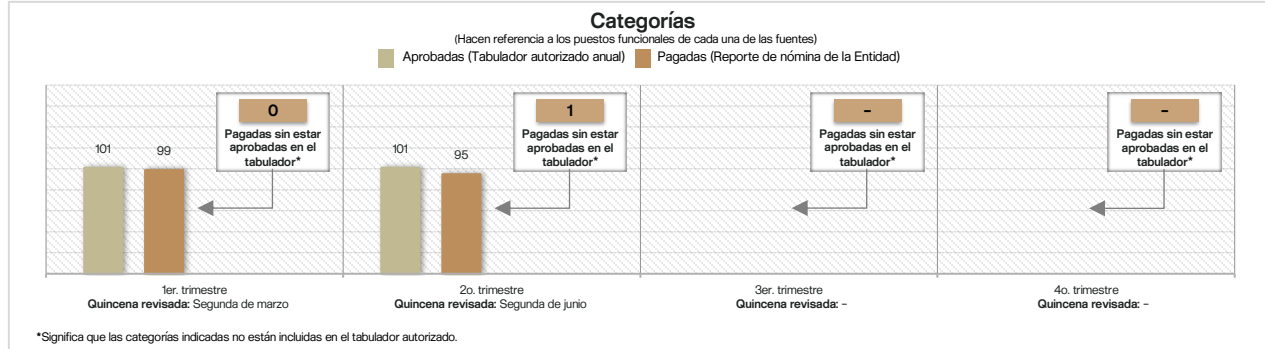 Categorías
(Hacen referencia a los puestos funcionales de cada una de las fuentes)
Aprobadas (Tabulador autorizado anual) Pagadas (Reporte de nómina de la Entidad)
0
Pagadas sin estar
aprobadas en el
tabulador*
101
99
1
Pagadas sin estar
aprobadas en el
tabulador*
101
95
-
Pagadas sin estar
aprobadas en el
tabulador*
-
Pagadas sin estar
aprobadas en el
tabulador*
1er. trimestre
Quincena revisada: Segunda de marzo
2o. trimestre
Quincena revisada: Segunda de junio
3er. trimestre
Quincena revisada: -
4o. trimestre
Quincena revisada: -
*Significa que las categorías indicadas no están incluidas en el tabulador autorizado.